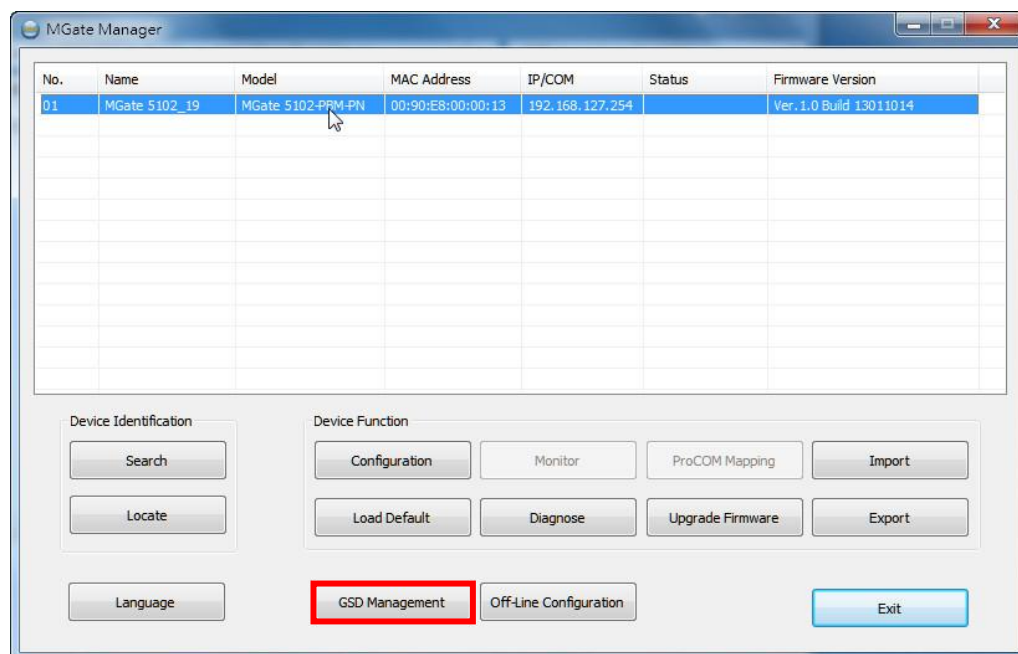 MGate Manager
No. Name Model MAC Address IP/COM Status Firmware Version
01 MGate 5102_19 MGate 5102-PBM-PN 00:90:E8:00:00:13 192.168.127.254 Ver.1.0 Build 13011014
Device Identification Device Function
Search Configuration Monitor ProCOM Mapping Import
Locate Load Default Diagnose Upgrade Firmware Export
Language GSD Management Off-Line Configuration Exit